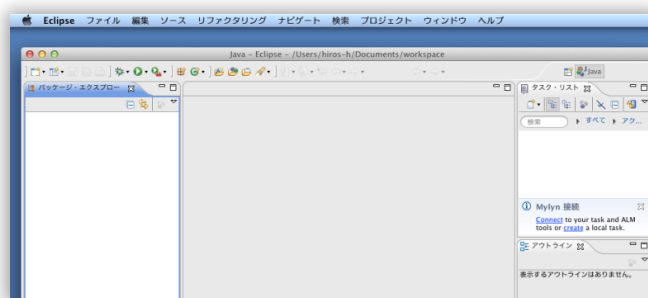 Eclipse ファイル 編集 ソース リファクタリング ナビゲート 検索 プロジェクト ウィンドウ ヘルプ
Java – Eclipse – /Users/hiros-h/Documents/workspace
Java
パッケージ・エクスプロー
タスク・リスト
検索 すべて アク...
Mylyn 接続
Connect to your task and ALM
tools or create a local task.
アウトライン
表示するアウトラインはありません。